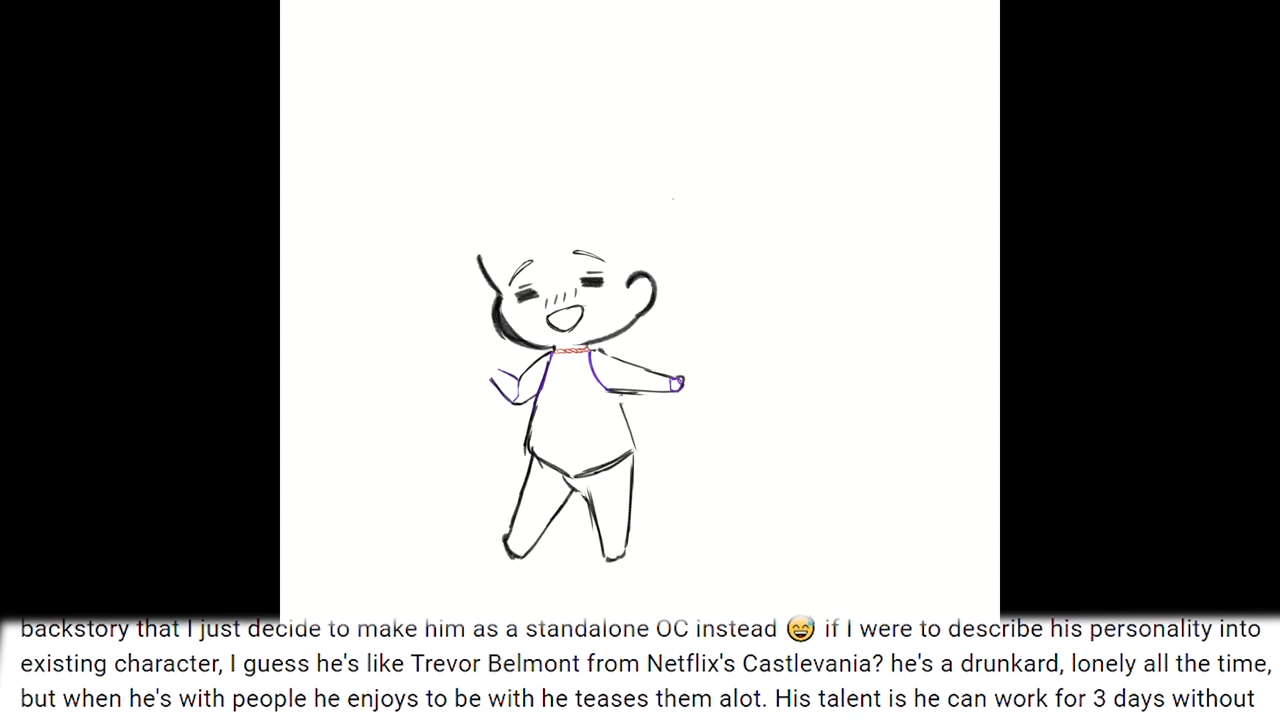 backstory that I just decide to make him as a standalone OC instead 😅 if I were to describe his personality into
existing character, I guess he's like Trevor Belmont from Netflix's Castlevania? he's a drunkard, lonely all the time,
but when he's with people he enjoys to be with he teases them alot. His talent is he can work for 3 days without